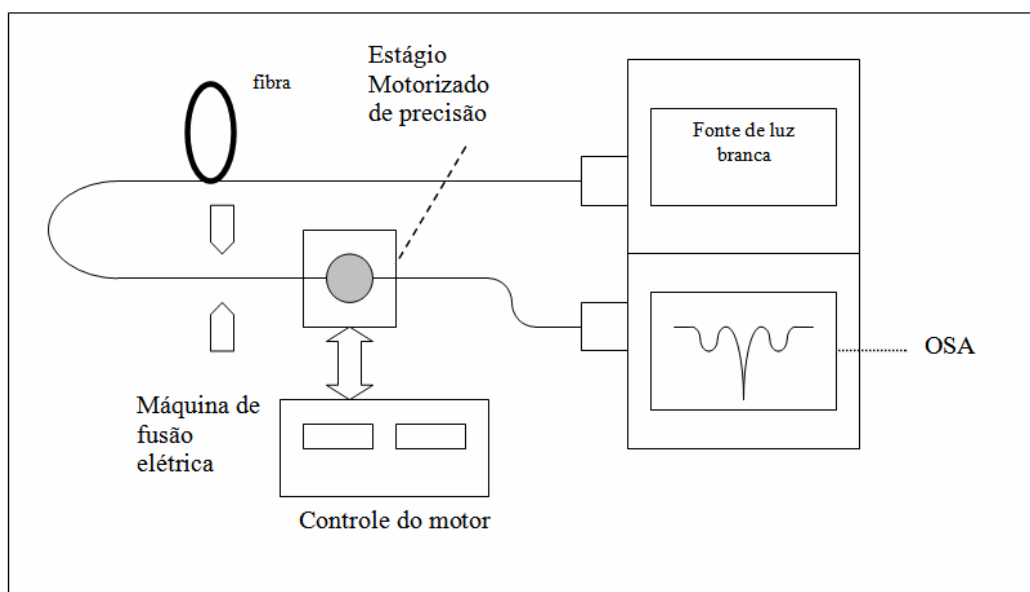 Estágio
Motorizado
de precisão
fibra
Fonte de luz
branca
OSA
Máquina de
fusão
elétrica
Controle do motor